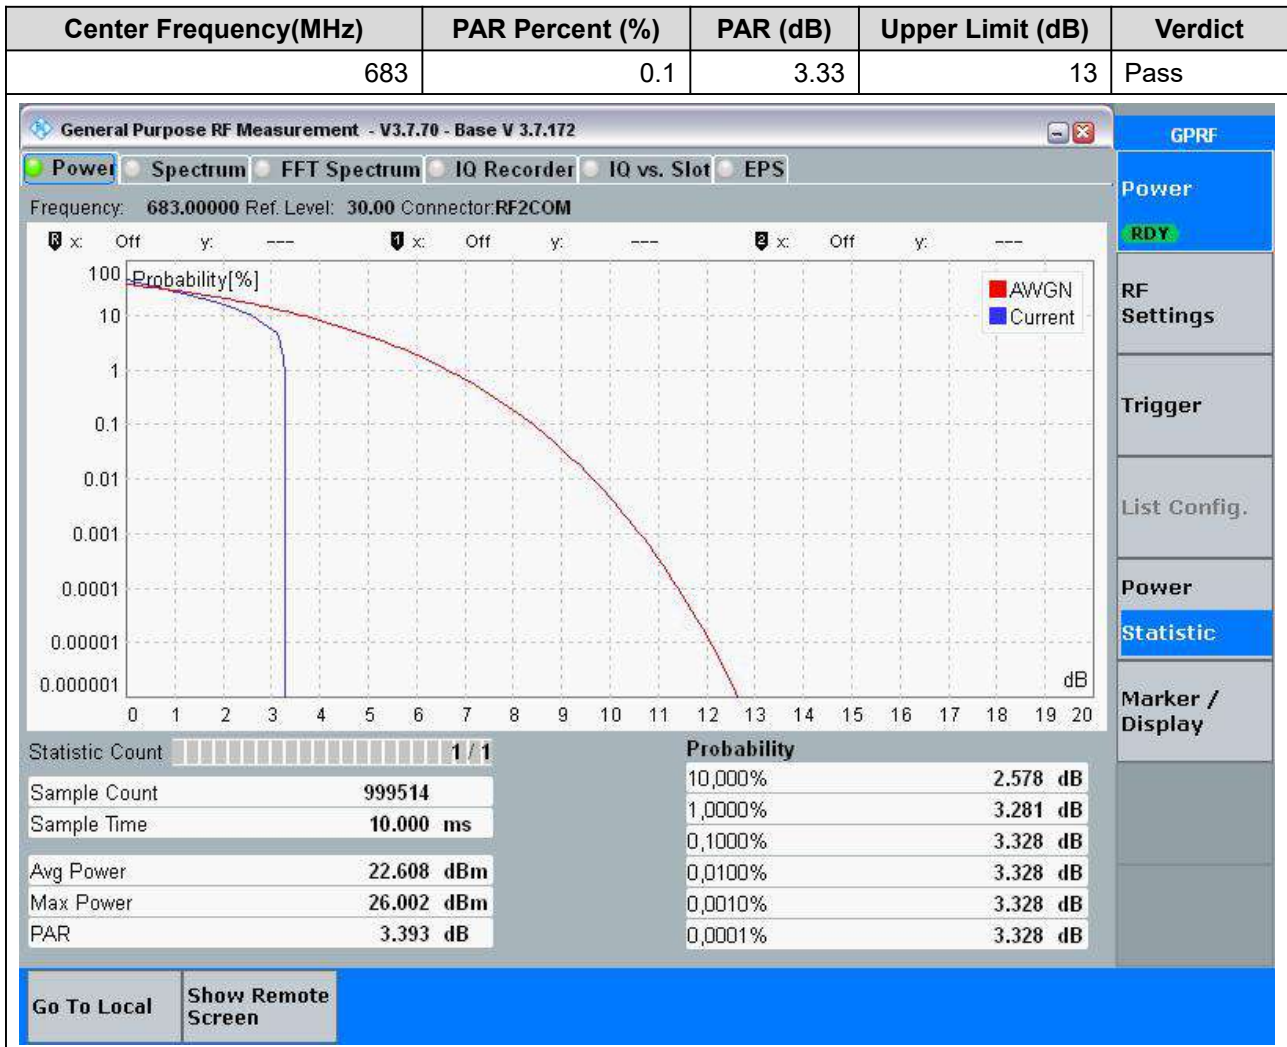 Center Frequency(MHz) PAR Percent (%) PAR (dB) Upper Limit (dB) Verdict
683 0.1 3.33 13 Pass
General Purpose RF Measurement - V3.7.70 - Base V 3.7.172
GPRF
Power Spectrum FFT Spectrum IQ Recorder IQ vs. Slot EPS
Power
RDY
Frequency: 683.00000 Ref. Level: 30.00 Connector:RF2COM
R x: Off y: --- 1 x: Off y: --- 2 x: Off y: ---
Probability[%]
AWGN
Current
100
10
1
0.1
0.01
0.001
0.0001
0.00001
0.000001
dB
0 1 2 3 4 5 6 7 8 9 10 11 12 13 14 15 16 17 18 19 20
RF
Settings
Trigger
List Config.
Power
Statistic
Marker /
Display
Statistic Count 1 / 1
Sample Count 999514
Sample Time 10.000 ms
Avg Power 22.608 dBm
Max Power 26.002 dBm
PAR 3.393 dB
Probability
10,000% 2.578 dB
1,0000% 3.281 dB
0,1000% 3.328 dB
0,0100% 3.328 dB
0,0010% 3.328 dB
0,0001% 3.328 dB
Go To Local
Show Remote
Screen